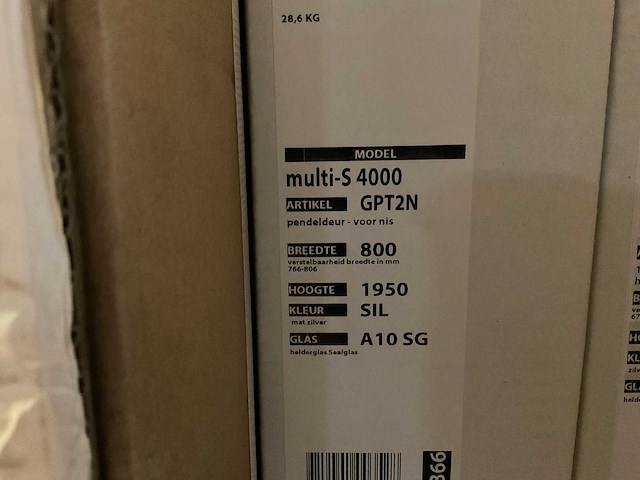 28,6 KG
MODEL
multi-S 4000
ARTIKEL GPT2N
pendeldeur - voor nis
BREEDTE 800
verstelbaarheid breedte in mm
766-806
HOOGTE 1950
KLEUR SIL
mat zilver
GLAS A10 SG
helderglas Sealglas
366